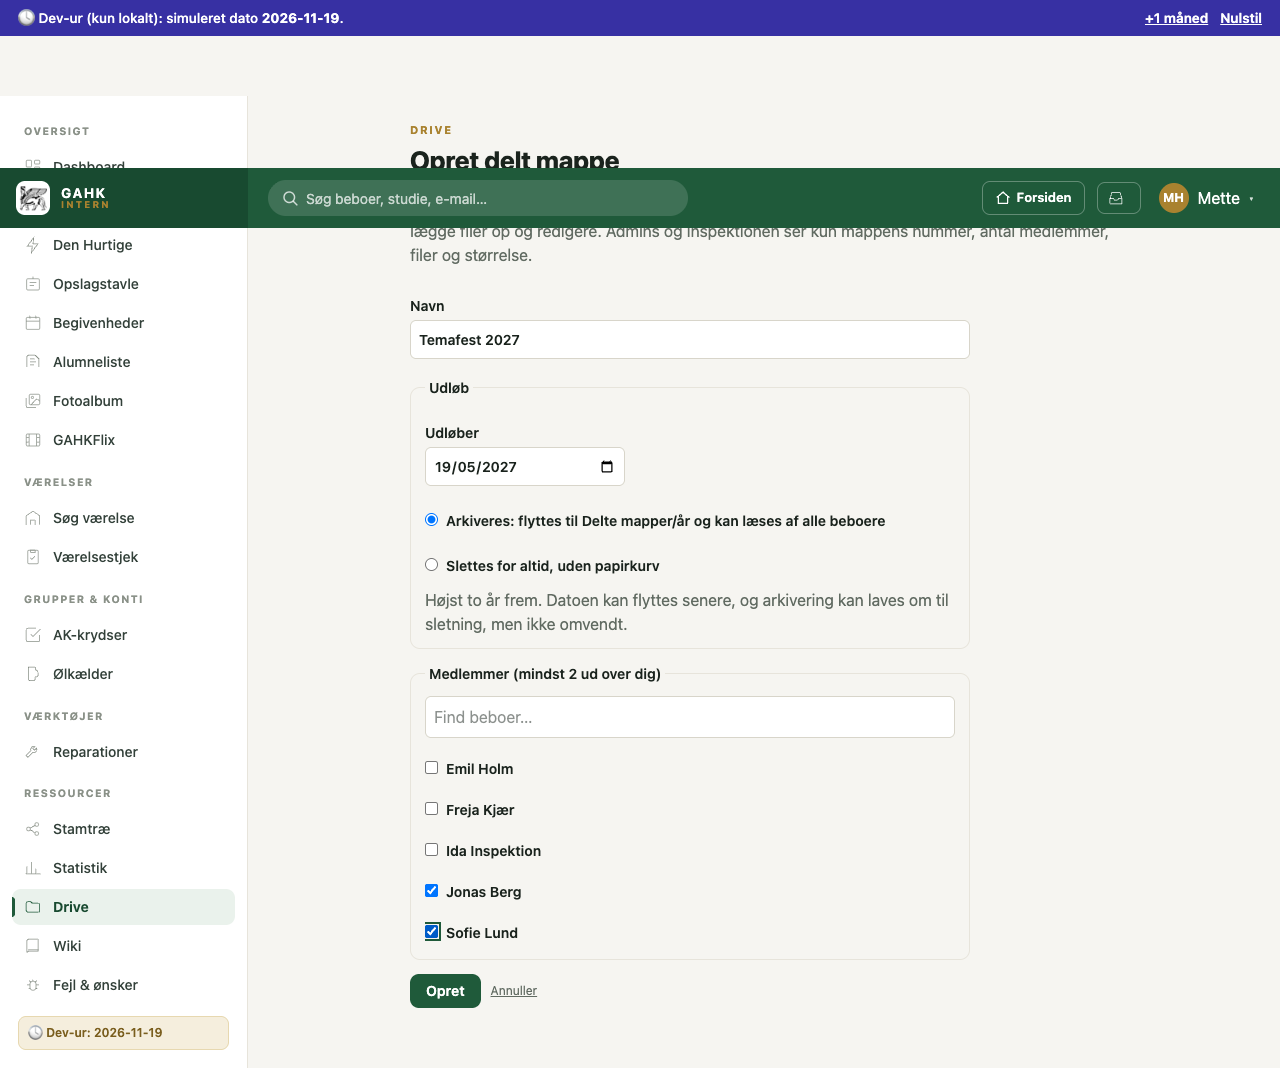 Dev-ur (kun lokalt): simuleret dato 2026-11-19.
+1 måned Nulstil
GAHK
INTERN
Søg beboer, studie, e-mail...
Forsiden
MH Mette
OVERSIGT
Dashboard
Den Hurtige
Opslagstavle
Begivenheder
Alumneliste
Fotoalbum
GAHKFlix
VÆRELSER
Søg værelse
Værelsestjek
GRUPPER & KONTI
AK-krydser
Ølkælder
VÆRKTØJER
Reparationer
RESSOURCER
Stamtræ
Statistik
Drive
Wiki
Fejl & ønsker
Dev-ur: 2026-11-19
DRIVE
Opret delt mappe
lægge filer op og redigere. Admins og inspektionen ser kun mappens nummer, antal medlemmer,
filer og størrelse.
Navn
Temafest 2027
Udløb
Udløber
19/05/2027
Arkiveres: flyttes til Delte mapper/år og kan læses af alle beboere
Slettes for altid, uden papirkurv
Højst to år frem. Datoen kan flyttes senere, og arkivering kan laves om til
sletning, men ikke omvendt.
Medlemmer (mindst 2 ud over dig)
Find beboer...
Emil Holm
Freja Kjær
Ida Inspektion
Jonas Berg
Sofie Lund
Opret Annuller